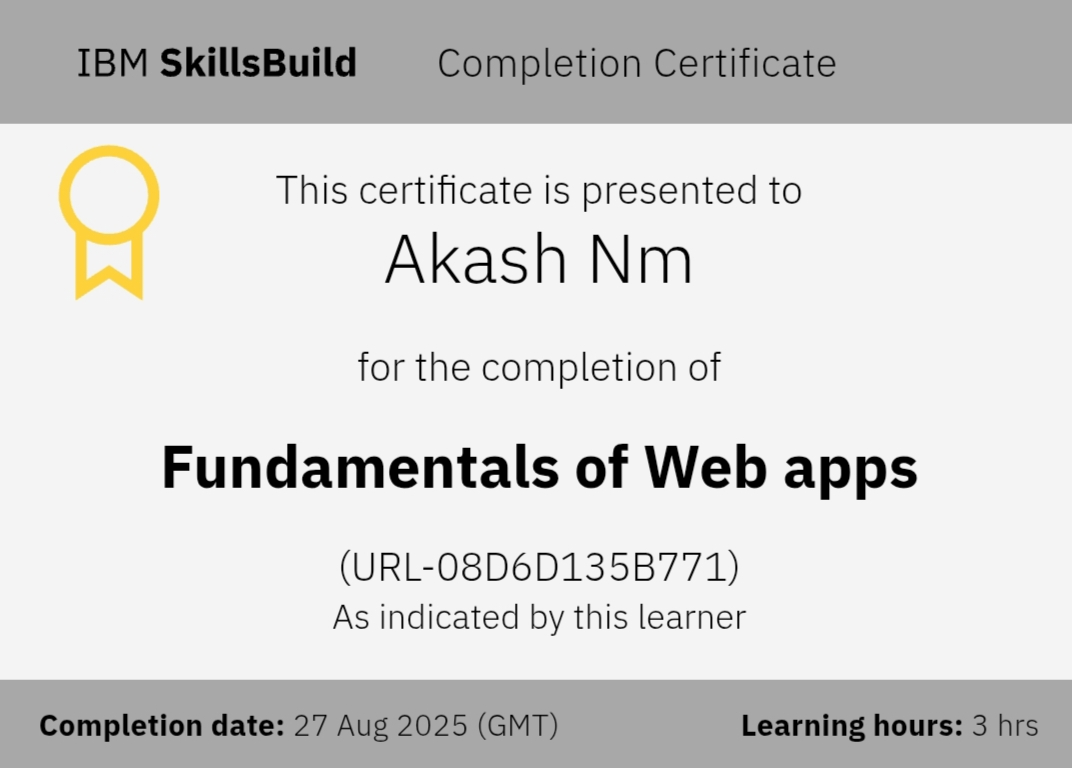 IBM SkillsBuild Completion Certificate
This certificate is presented to
Akash Nm
for the completion of
Fundamentals of Web apps
(URL-08D6D135B771)
As indicated by this learner
Completion date: 27 Aug 2025 (GMT) Learning hours: 3 hrs